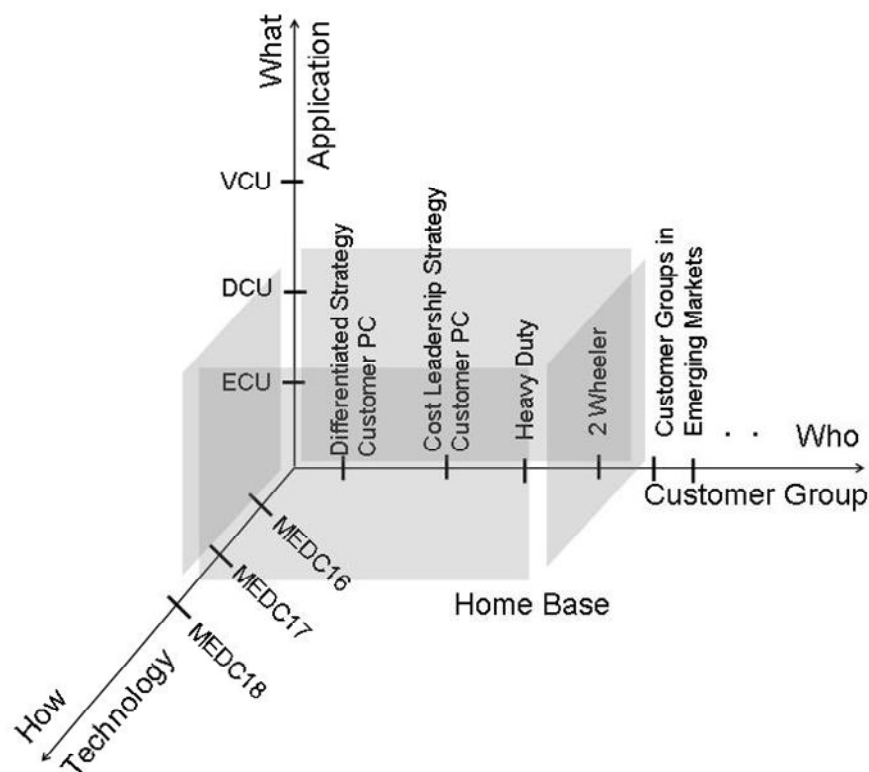 What
Application
VCU
DCU
ECU
Differentiated Strategy
Customer PC
Cost Leadership Strategy
Customer PC
Heavy Duty
2 Wheeler
Customer Groups in
Emerging Markets
. .
Who
Customer Group
MEDC16
MEDC17
MEDC18
Home Base
How
Technology